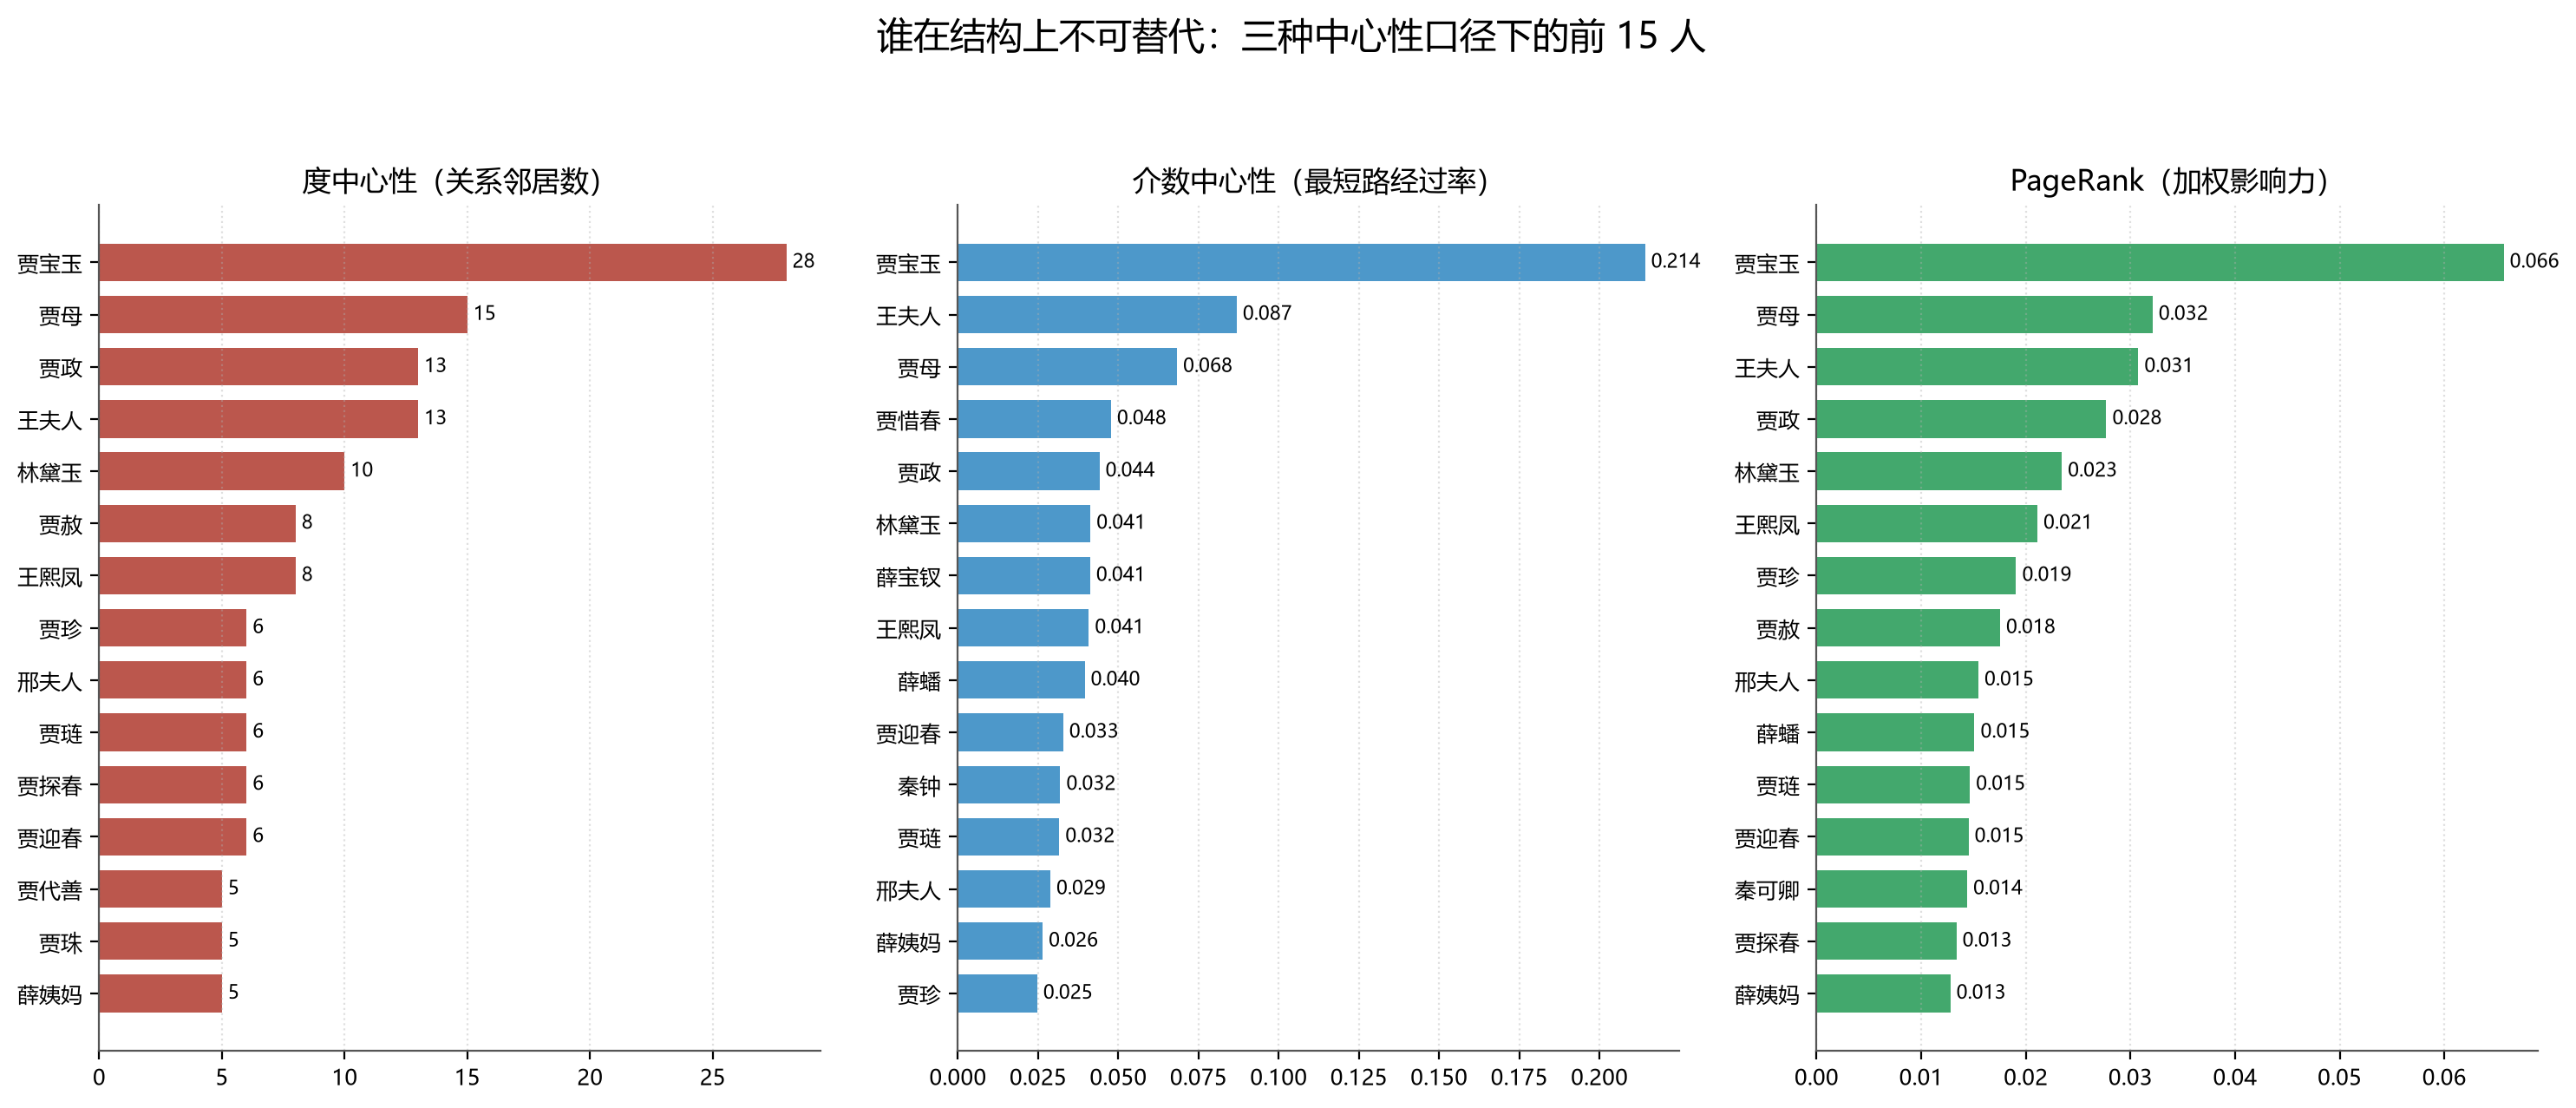 谁在结构上不可替代：三种中心性口径下的前 15 人
度中心性（关系邻居数）
贾宝玉 28
贾母 15
贾政 13
王夫人 13
林黛玉 10
贾赦 8
王熙凤 8
贾珍 6
邢夫人 6
贾琏 6
贾探春 6
贾迎春 6
贾代善 5
贾珠 5
薛姨妈 5
0 5 10 15 20 25
介数中心性（最短路经过率）
贾宝玉 0.214
王夫人 0.087
贾母 0.068
贾惜春 0.048
贾政 0.044
林黛玉 0.041
薛宝钗 0.041
王熙凤 0.041
薛蟠 0.040
贾迎春 0.033
秦钟 0.032
贾琏 0.032
邢夫人 0.029
薛姨妈 0.026
贾珍 0.025
0.000 0.025 0.050 0.075 0.100 0.125 0.150 0.175 0.200
PageRank（加权影响力）
贾宝玉 0.066
贾母 0.032
王夫人 0.031
贾政 0.028
林黛玉 0.023
王熙凤 0.021
贾珍 0.019
贾赦 0.018
邢夫人 0.015
薛蟠 0.015
贾琏 0.015
贾迎春 0.015
秦可卿 0.014
贾探春 0.013
薛姨妈 0.013
0.00 0.01 0.02 0.03 0.04 0.05 0.06